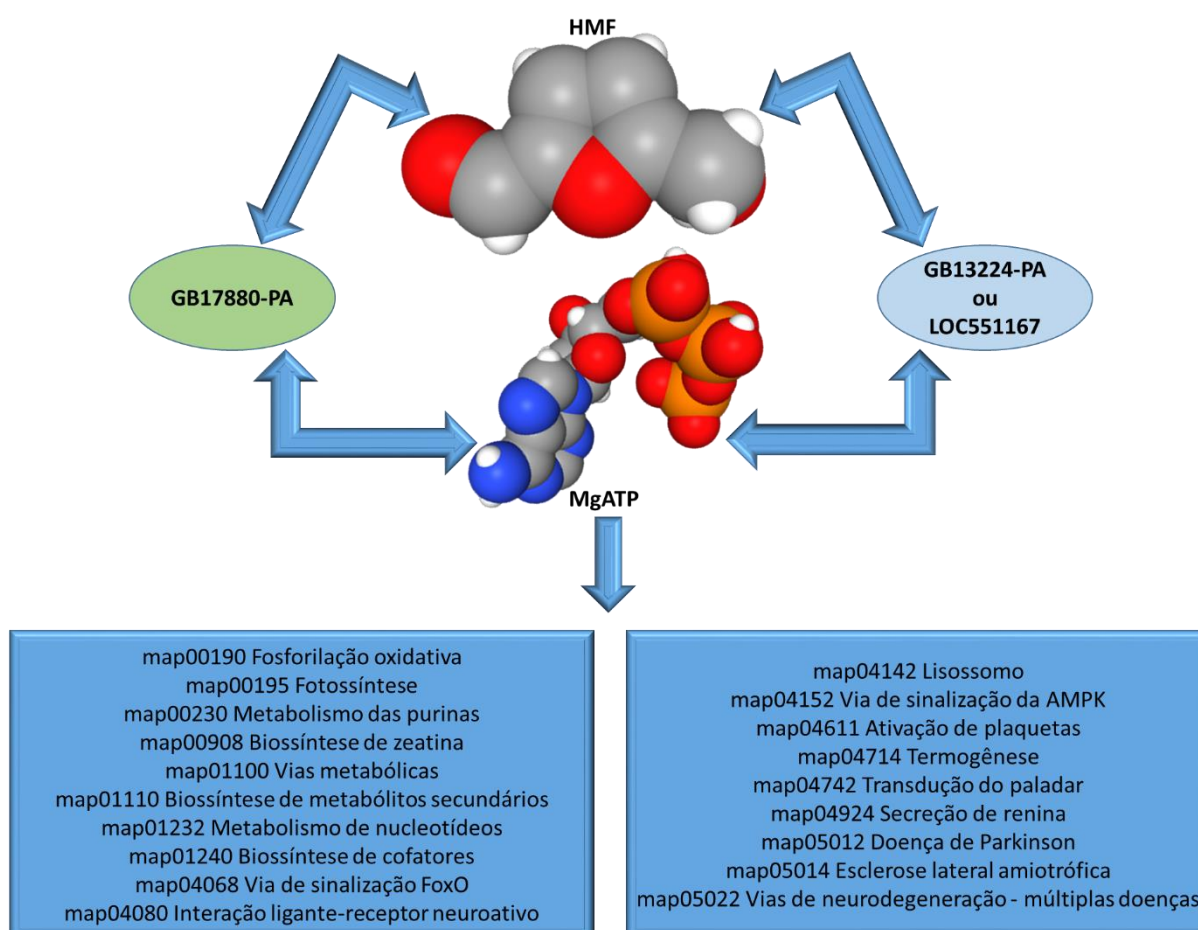 HMF
GB17880-PA
GB13224-PA
ou
LOC551167
MgATP
map00190 Fosforilação oxidativa
map00195 Fotossíntese
map00230 Metabolismo das purinas
map00908 Biossíntese de zeatina
map01100 Vias metabólicas
map01110 Biossíntese de metabólitos secundários
map01232 Metabolismo de nucleotídeos
map01240 Biossíntese de cofatores
map04068 Via de sinalização FoxO
map04080 Interação ligante-receptor neuroativo
map04142 Lisossomo
map04152 Via de sinalização da AMPK
map04611 Ativação de plaquetas
map04714 Termogênese
map04742 Transdução do paladar
map04924 Secreção de renina
map05012 Doença de Parkinson
map05014 Esclerose lateral amiotrófica
map05022 Vias de neurodegeneração - múltiplas doenças